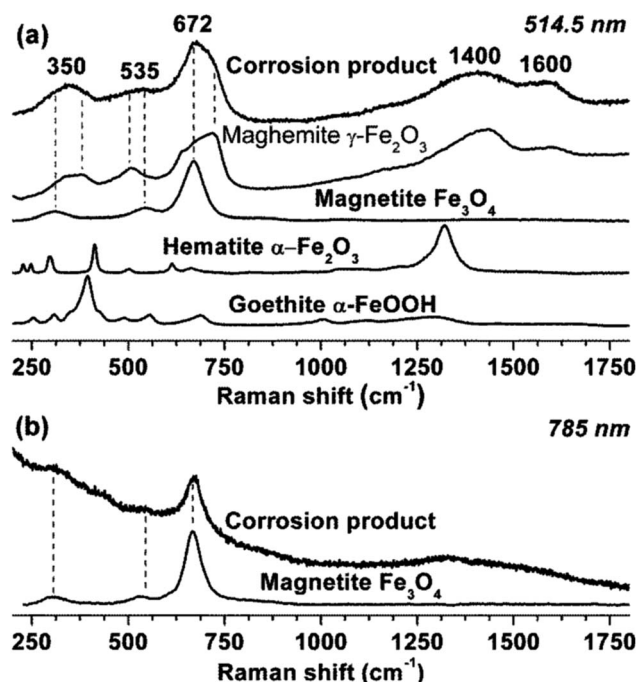 (a)
514.5 nm
672
350
535
1400
1600
Corrosion product
Maghemite γ-Fe₂O₃
Magnetite Fe₃O₄
Hematite α–Fe₂O₃
Goethite α-FeOOH
250 500 750 1000 1250 1500 1750
Raman shift (cm⁻¹)
(b)
785 nm
Corrosion product
Magnetite Fe₃O₄
250 500 750 1000 1250 1500 1750
Raman shift (cm⁻¹)